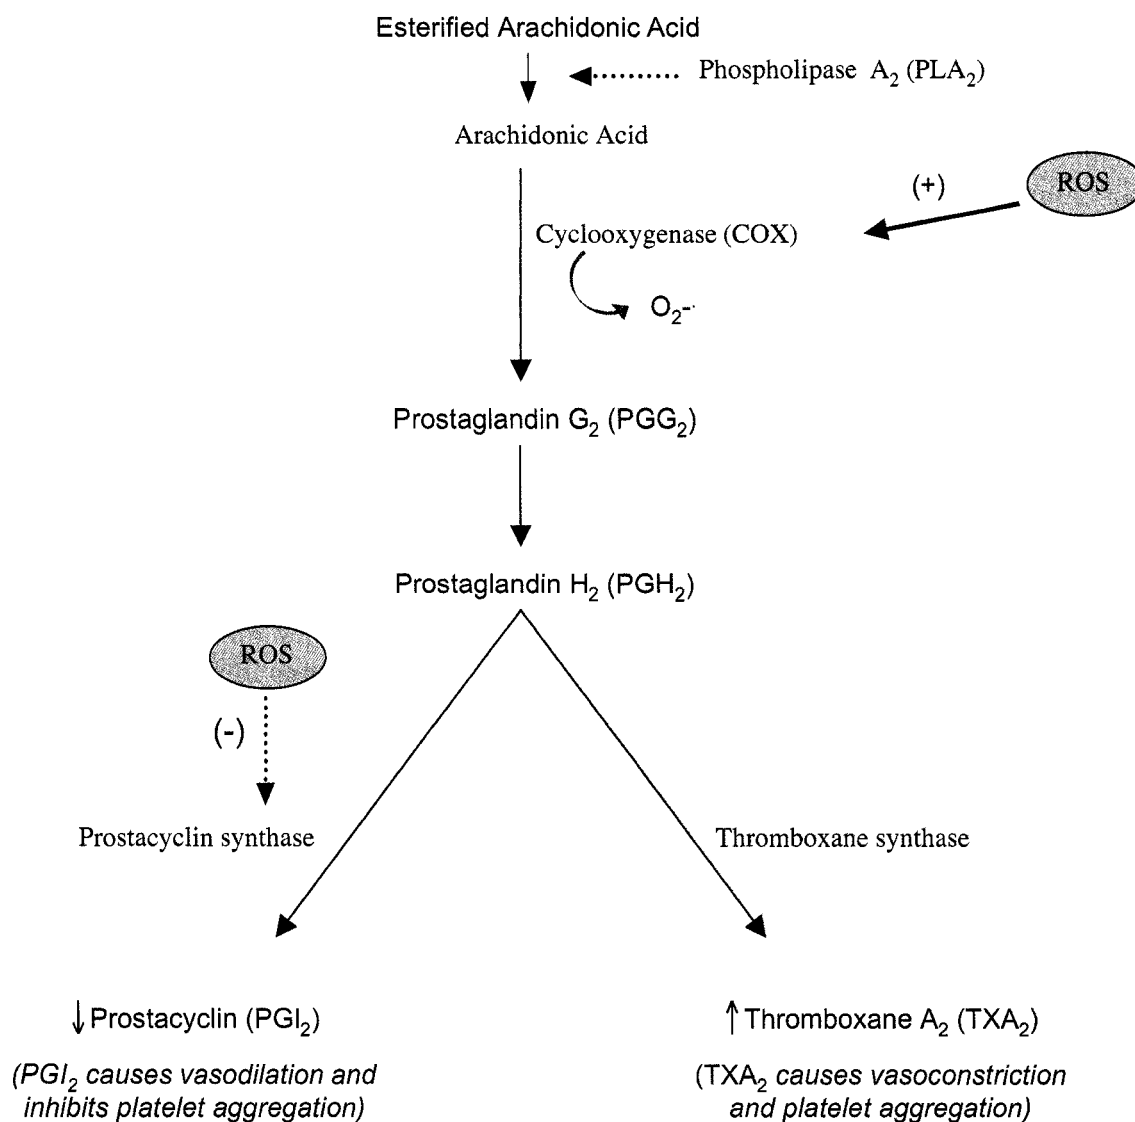 Esterified Arachidonic Acid
Phospholipase A2 (PLA2)
Arachidonic Acid
ROS
(+)
Cyclooxygenase (COX)
O2-·
Prostaglandin G2 (PGG2)
Prostaglandin H2 (PGH2)
ROS
(-)
Prostacyclin synthase
Thromboxane synthase
↓Prostacyclin (PGI2)
(PGI2 causes vasodilation and
inhibits platelet aggregation)
↑Thromboxane A2 (TXA2)
(TXA2 causes vasoconstriction
and platelet aggregation)